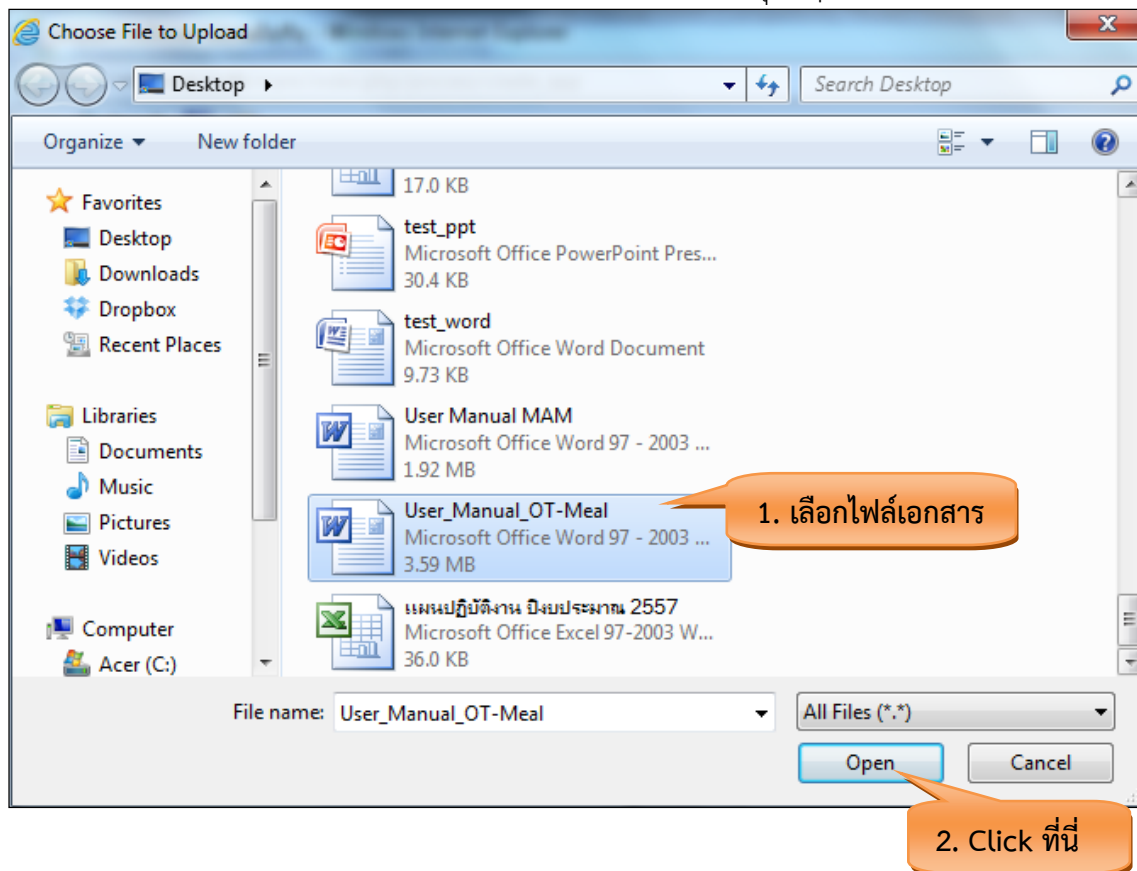 Choose File to Upload
X
Desktop
Search Desktop
Organize
New folder
Favorites
Desktop
Downloads
Dropbox
Recent Places
Libraries
Documents
Music
Pictures
Videos
Computer
Acer (C:)
17.0 KB
test_ppt
Microsoft Office PowerPoint Pres...
30.4 KB
test_word
Microsoft Office Word Document
9.73 KB
User Manual MAM
Microsoft Office Word 97 - 2003 ...
1.92 MB
User_Manual_OT-Meal
Microsoft Office Word 97 - 2003 ...
3.59 MB
1. เลือกไฟล์เอกสาร
แผนปฏิบัติงาน ปีงบประมาณ 2557
Microsoft Office Excel 97-2003 W...
36.0 KB
File name: User_Manual_OT-Meal
All Files (*.*)
Open
Cancel
2. Click ที่นี่